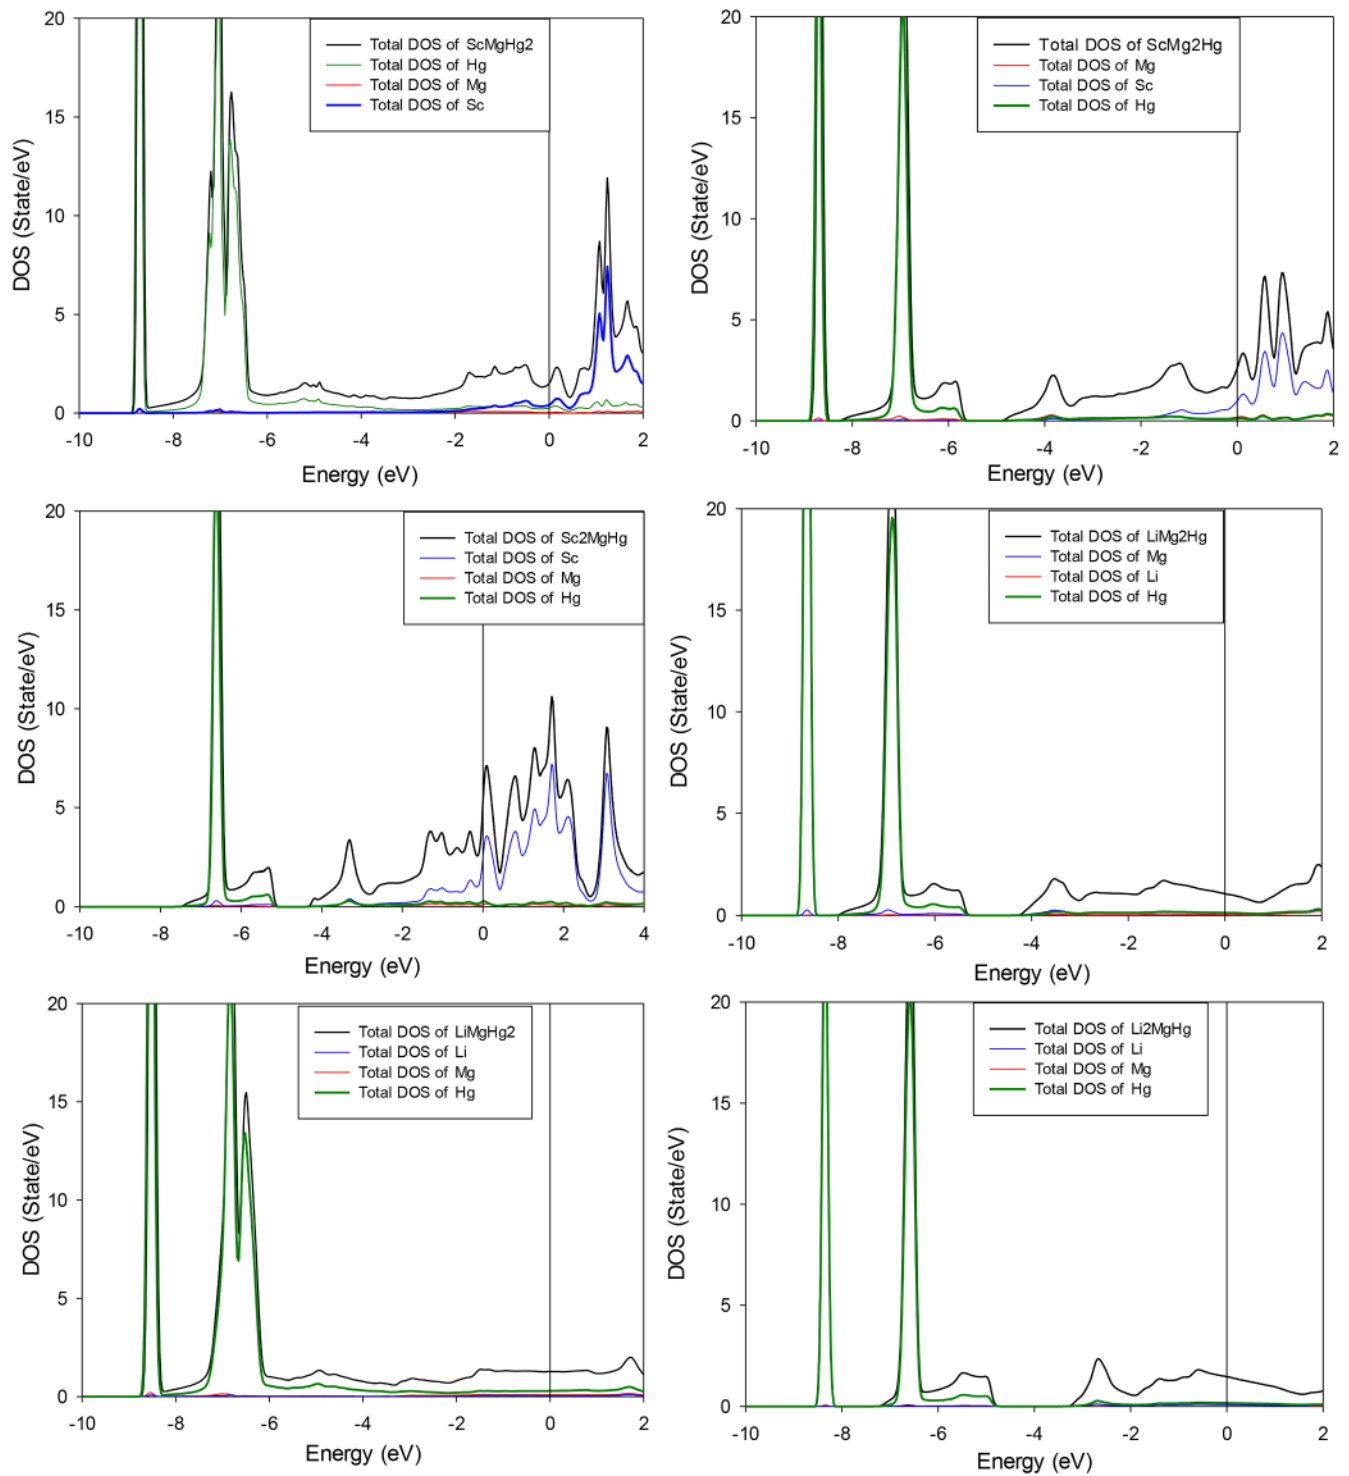 20
15
10
5
0
DOS (State/eV)
Total DOS of ScMgHg2
Total DOS of Hg
Total DOS of Mg
Total DOS of Sc
-10 -8 -6 -4 -2 0 2
Energy (eV)
20
15
10
5
0
DOS (State/eV)
Total DOS of ScMg2Hg
Total DOS of Mg
Total DOS of Sc
Total DOS of Hg
-10 -8 -6 -4 -2 0 2
Energy (eV)
20
15
10
5
0
DOS (State/eV)
Total DOS of Sc2MgHg
Total DOS of Sc
Total DOS of Mg
Total DOS of Hg
-10 -8 -6 -4 -2 0 2 4
Energy (eV)
20
15
10
5
0
DOS (State/eV)
Total DOS of LiMg2Hg
Total DOS of Mg
Total DOS of Li
Total DOS of Hg
-10 -8 -6 -4 -2 0 2
Energy (eV)
20
15
10
5
0
DOS (State/eV)
Total DOS of LiMgHg2
Total DOS of Li
Total DOS of Mg
Total DOS of Hg
-10 -8 -6 -4 -2 0 2
Energy (eV)
20
15
10
5
0
DOS (State/eV)
Total DOS of Li2MgHg
Total DOS of Li
Total DOS of Mg
Total DOS of Hg
-10 -8 -6 -4 -2 0 2
Energy (eV)